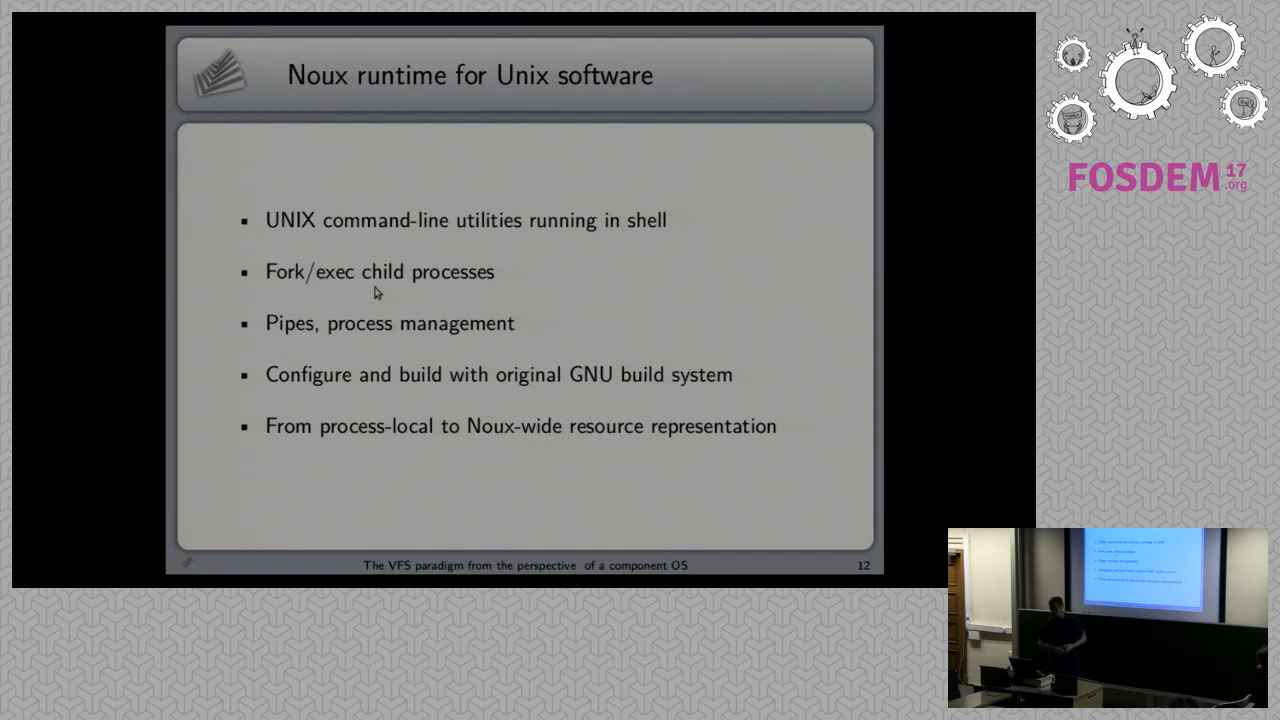 Noux runtime for Unix software
▪ UNIX command-line utilities running in shell
▪ Fork/exec child processes
▪ Pipes, process management
▪ Configure and build with original GNU build system
▪ From process-local to Noux-wide resource representation
The VFS paradigm from the perspective of a component OS
12
FOSDEM 17
.org